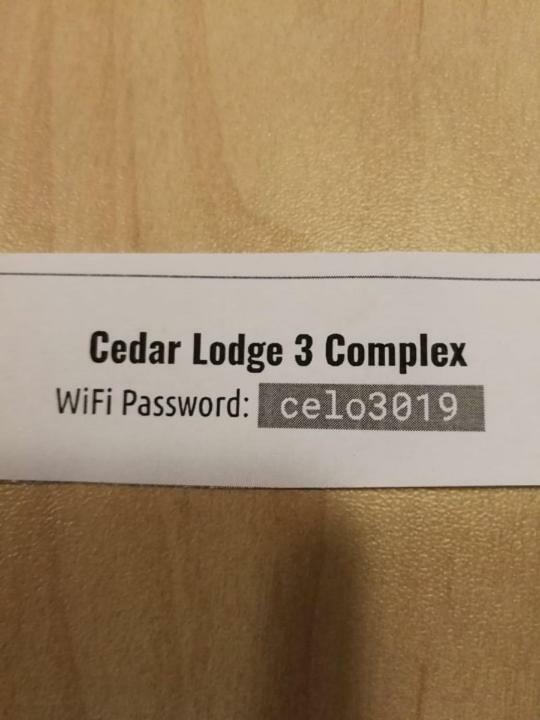 Cedar Lodge 3 Complex
WiFi Password: celo3019